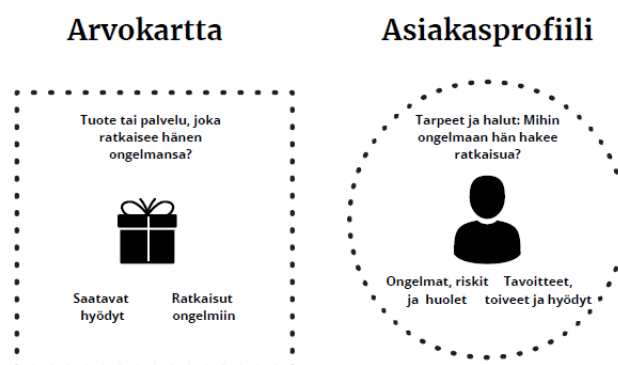 Arvokartta
Tuote tai palvelu, joka
ratkaisee hänen
ongelmansa?
Saatavat
hyödyt
Ratkaisut
ongelmiin
Asiakasprofiili
Tarpeet ja halut: Mihin
ongelmaan hän hakee
ratkaisua?
Ongelmat, riskit
ja huolet
Tavoitteet,
toiveet ja hyödyt